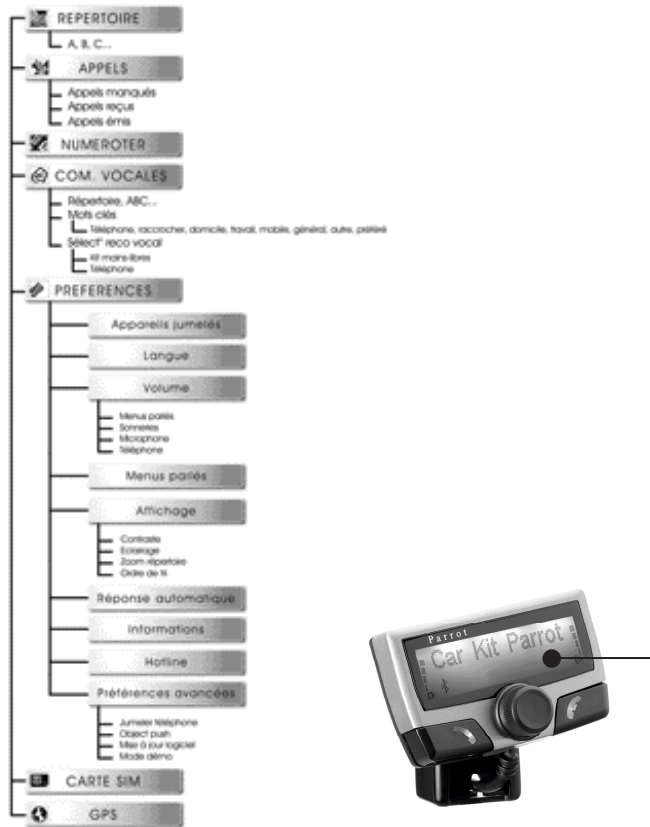 REPERTOIRE
A, B, C...
APPELS
Appels manqués
Appels reçus
Appels émis
NUMEROTER
COM. VOCALES
Répertoire, ABC...
Mots clés
Téléphone, raccrocher, domicile, travail, mobile, général, autre, préféré
Sélect° reco vocal
Kit mains-libres
Téléphone
PREFERENCES
Appareils jumelés
Langue
Volume
Menus parlés
Sonneries
Microphone
Téléphone
Menus parlés
Affichage
Contraste
Eclairage
Zoom répertoire
Ordre de tri
Réponse automatique
Informations
Hotline
Préférences avancées
Jumeler téléphone
Object push
Mise à jour logiciel
Mode démo
CARTE SIM
GPS
Parrot
Car Kit Parrot